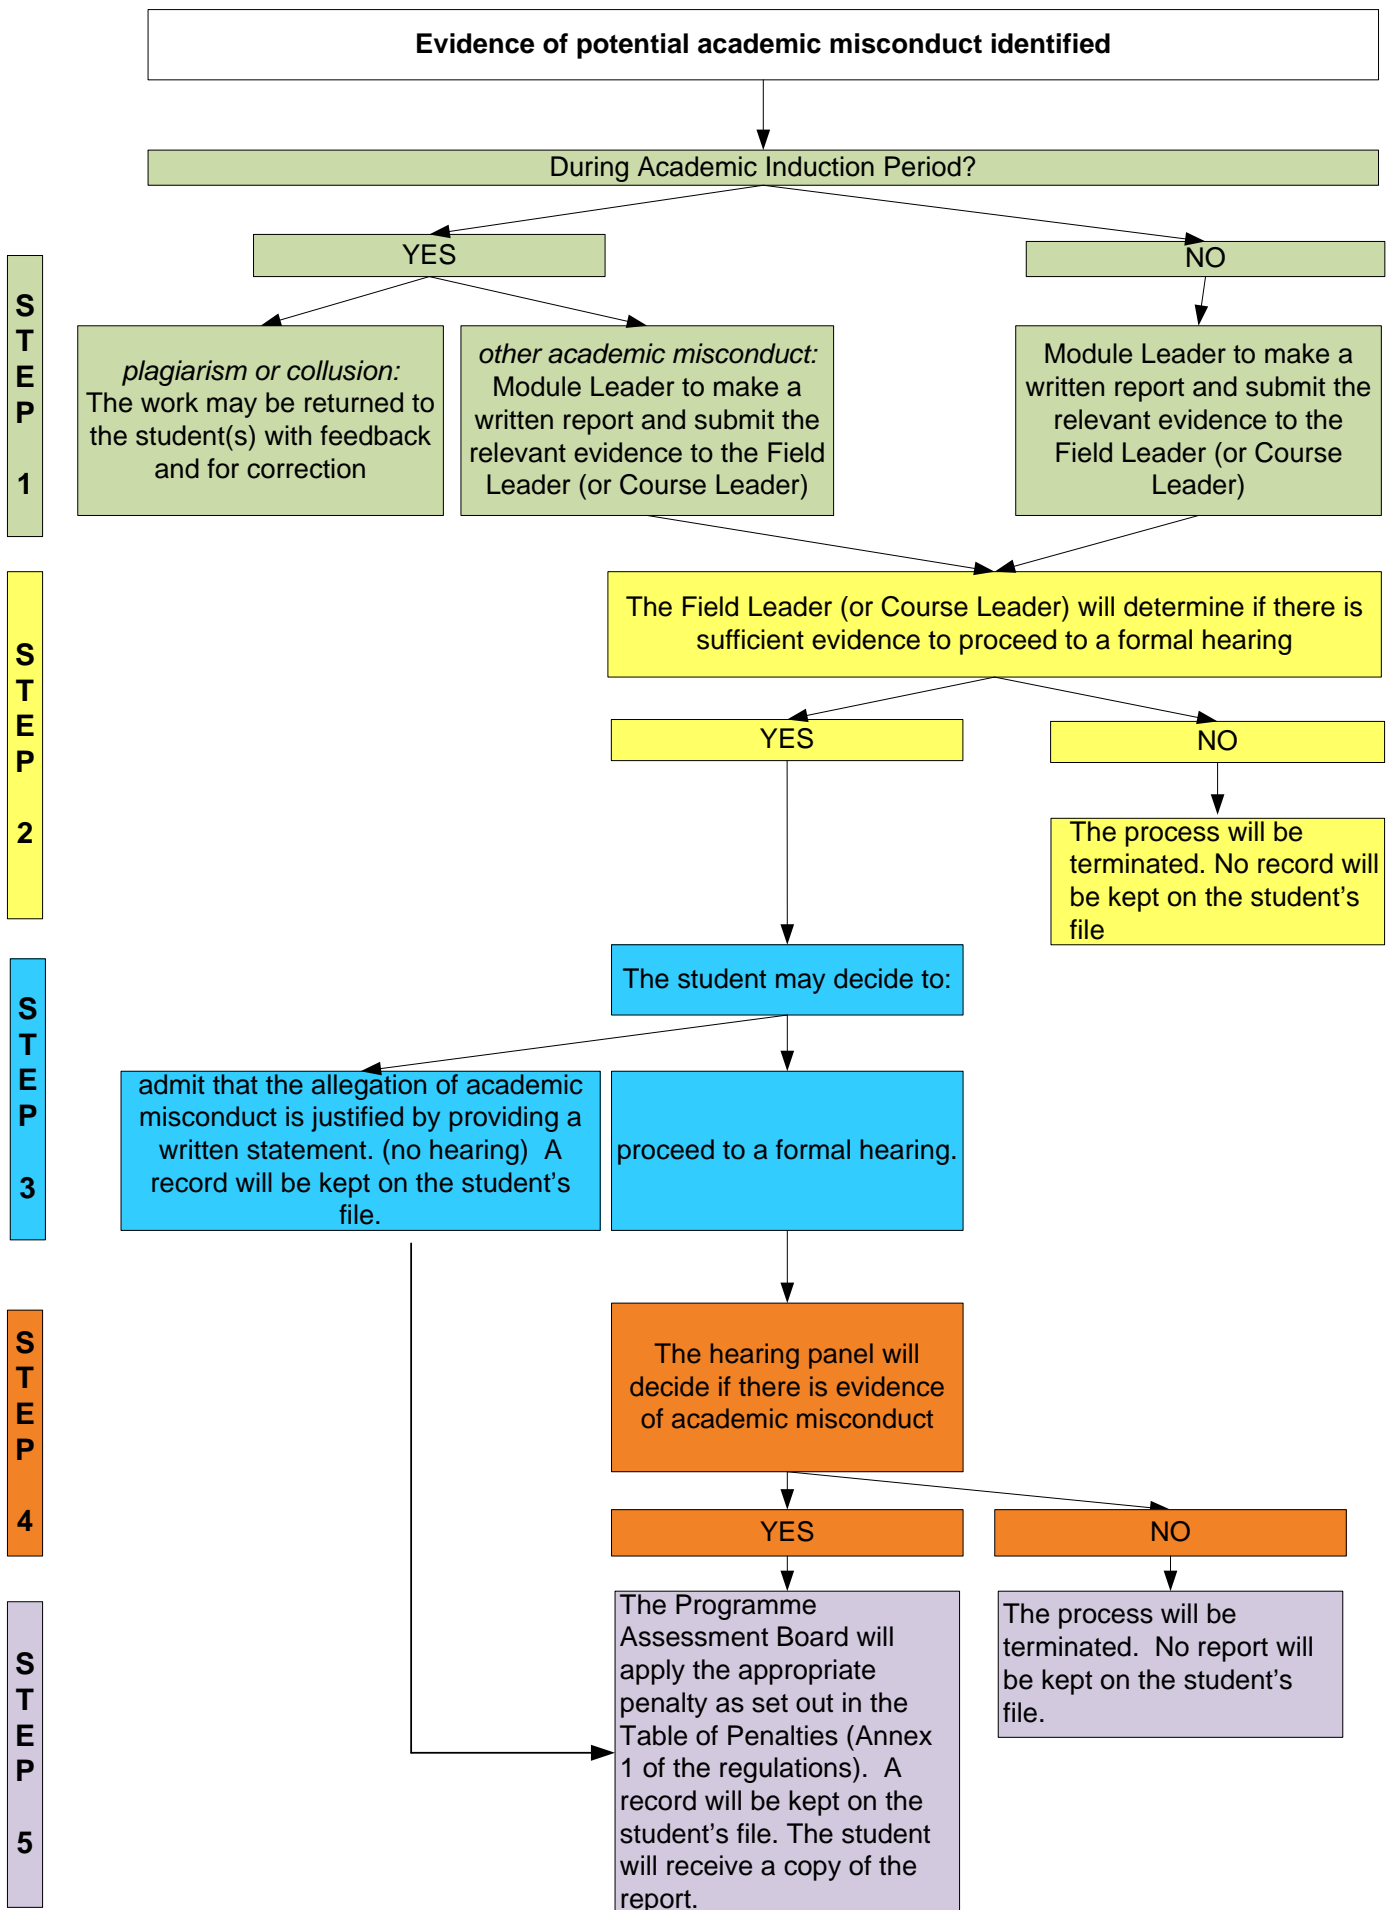 Evidence of potential academic misconduct identified
During Academic Induction Period?
YES
NO
STEP 1
plagiarism or collusion:
The work may be returned to
the student(s) with feedback
and for correction
other academic misconduct:
Module Leader to make a
written report and submit the
relevant evidence to the Field
Leader (or Course Leader)
Module Leader to make a
written report and submit the
relevant evidence to the
Field Leader (or Course
Leader)
STEP 2
The Field Leader (or Course Leader) will determine if there is
sufficient evidence to proceed to a formal hearing
YES
NO
The process will be
terminated. No record will
be kept on the student’s
file
STEP 3
The student may decide to:
admit that the allegation of academic
misconduct is justified by providing a
written statement. (no hearing)  A
record will be kept on the student’s
file.
proceed to a formal hearing.
STEP 4
The hearing panel will
decide if there is evidence
of academic misconduct
YES
NO
STEP 5
The Programme
Assessment Board will
apply the appropriate
penalty as set out in the
Table of Penalties (Annex
1 of the regulations).  A
record will be kept on the
student’s file. The student
will receive a copy of the
report.
The process will be
terminated.  No report will
be kept on the student’s
file.